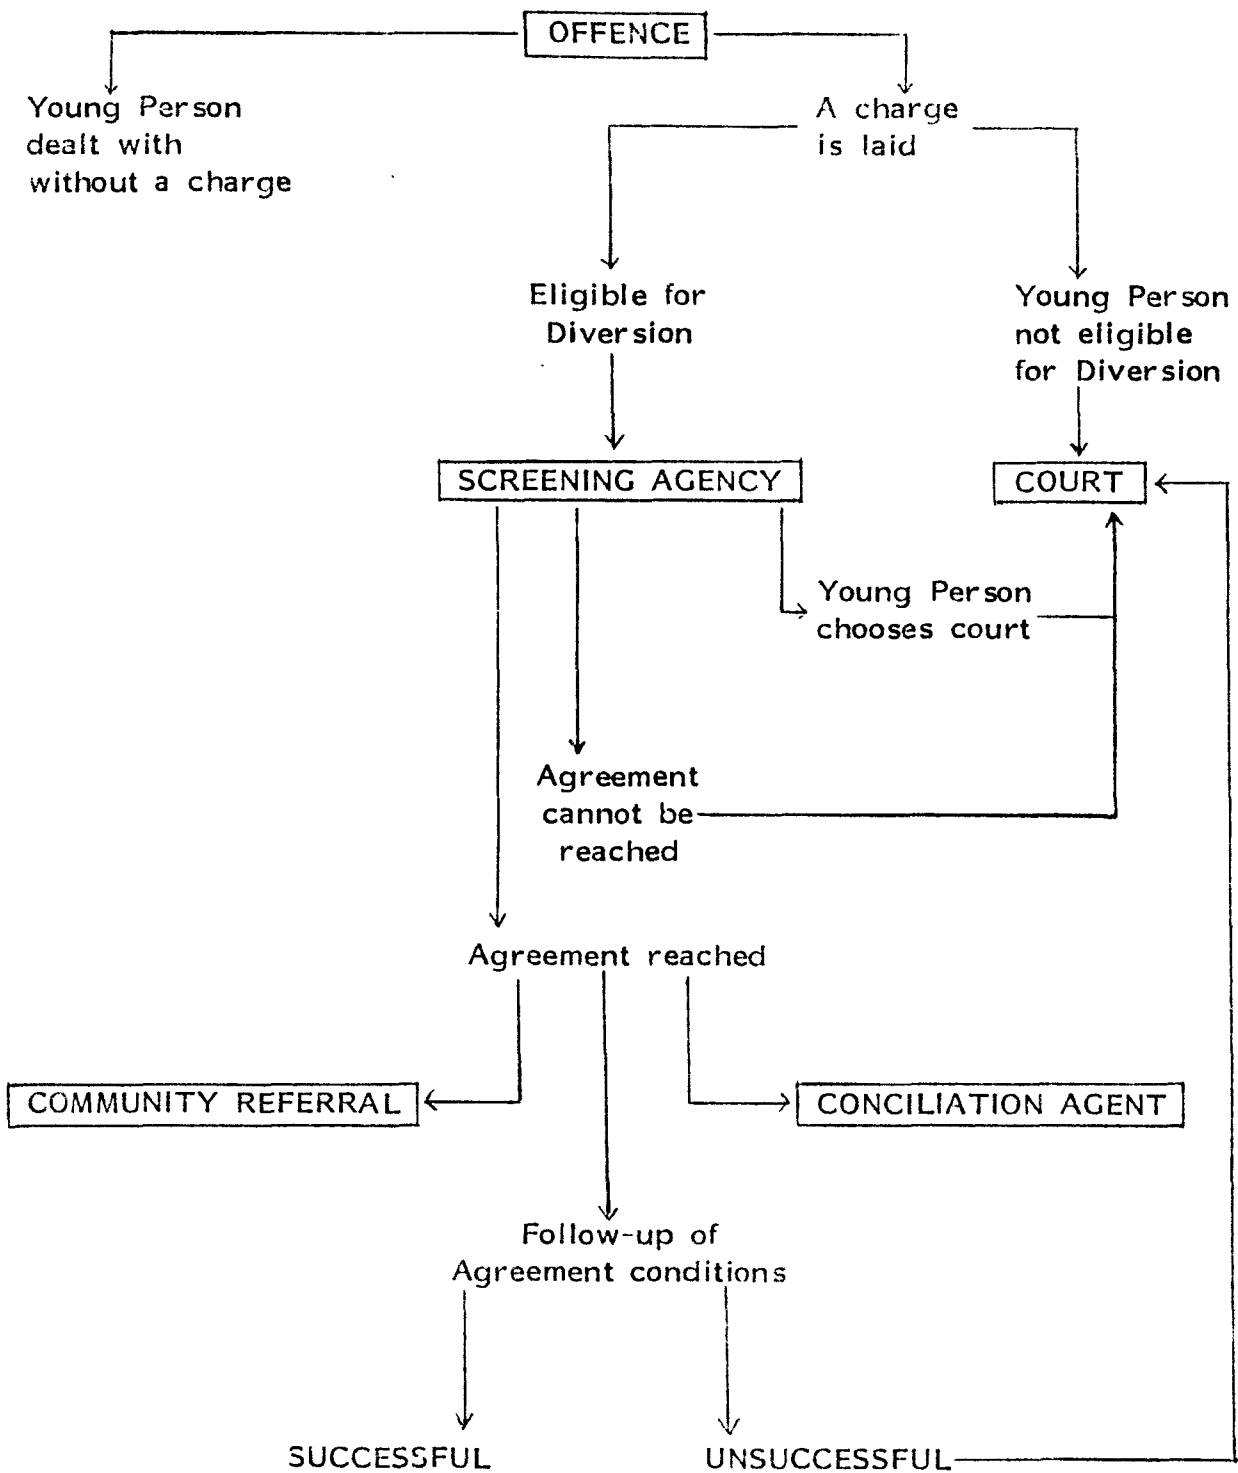 OFFENCE
Young Person
dealt with
without a charge
A charge
is laid
Eligible for
Diversion
Young Person
not eligible
for Diversion
SCREENING AGENCY
COURT
Young Person
chooses court
Agreement
cannot be
reached
Agreement reached
COMMUNITY REFERRAL
CONCILIATION AGENT
Follow-up of
Agreement conditions
SUCCESSFUL
UNSUCCESSFUL